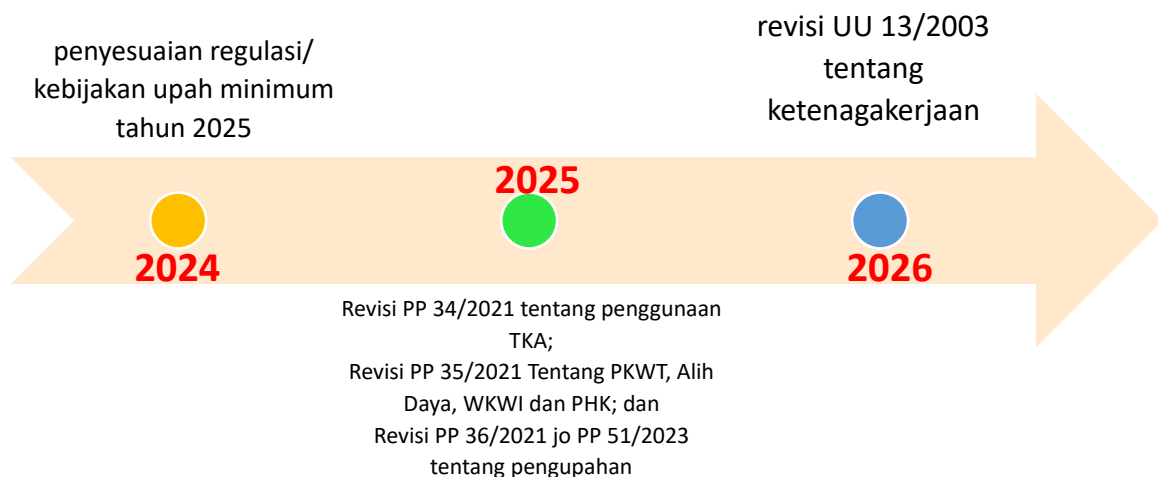 penyesuaian regulasi/
kebijakan upah minimum
tahun 2025
2024
2025
Revisi PP 34/2021 tentang penggunaan
TKA;
Revisi PP 35/2021 Tentang PKWT, Alih
Daya, WKWI dan PHK; dan
Revisi PP 36/2021 jo PP 51/2023
tentang pengupahan
revisi UU 13/2003
tentang
ketenagakerjaan
2026